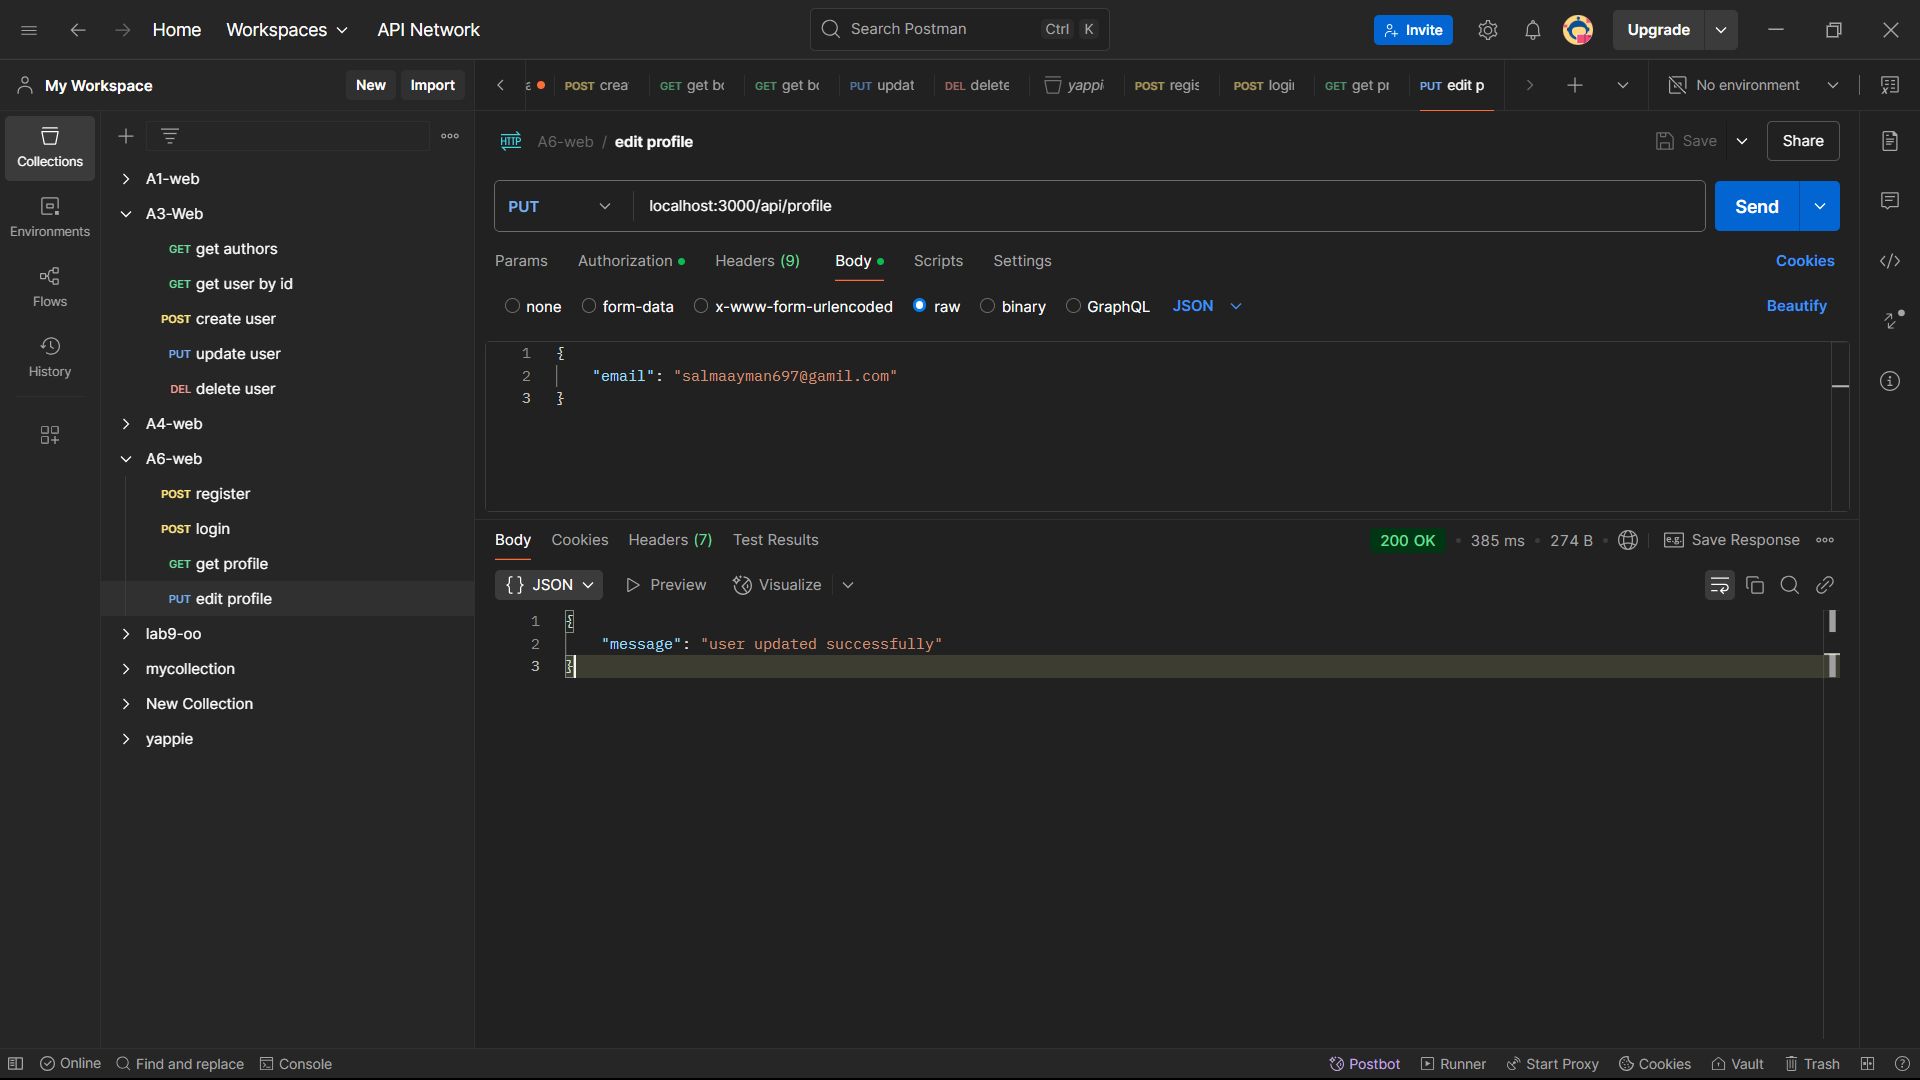 Home Workspaces API Network Search Postman Ctrl K Invite Upgrade
My Workspace New Import POST crea GET get bo GET get bo PUT updat DEL delete yappi POST regis POST login GET get pr PUT edit p No environment
Collections
Environments
Flows
History
A1-web
A3-Web
GET get authors
GET get user by id
POST create user
PUT update user
DEL delete user
A4-web
A6-web
POST register
POST login
GET get profile
PUT edit profile
lab9-oo
mycollection
New Collection
yappie
HTTP A6-web / edit profile Save Share
PUT localhost:3000/api/profile Send
Params Authorization Headers (9) Body Scripts Settings Cookies
none form-data x-www-form-urlencoded raw binary GraphQL JSON Beautify
1 {
2 "email": "salmaayman697@gamil.com"
3 }
Body Cookies Headers (7) Test Results 200 OK • 385 ms • 274 B e.g. Save Response
{} JSON Preview Visualize
1 {
2 "message": "user updated successfully"
3 }
Online Find and replace Console Postbot Runner Start Proxy Cookies Vault Trash